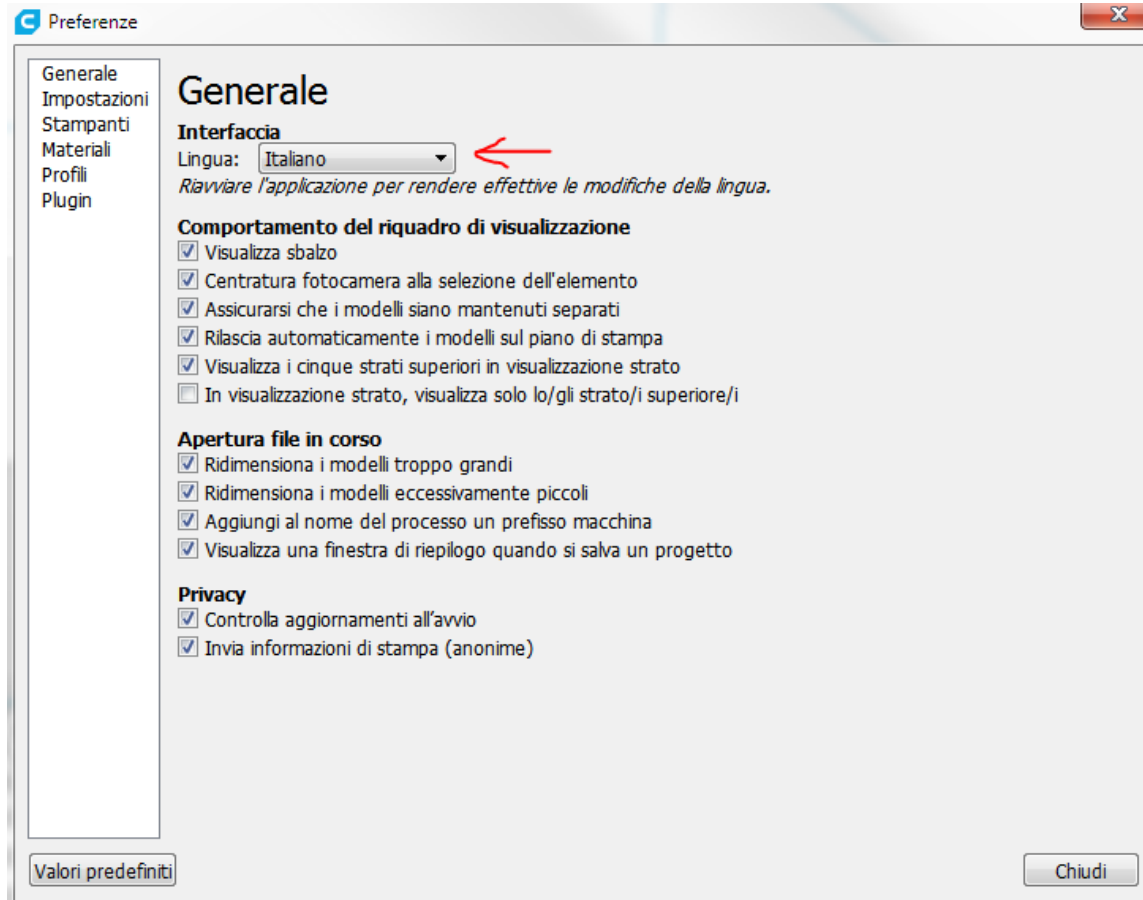 Preferenze
Generale
Impostazioni
Stampanti
Materiali
Profili
Plugin
Generale
Interfaccia
Lingua: Italiano
Riavviare l'applicazione per rendere effettive le modifiche della lingua.
Comportamento del riquadro di visualizzazione
Visualizza sbalzo
Centratura fotocamera alla selezione dell'elemento
Assicurarsi che i modelli siano mantenuti separati
Rilascia automaticamente i modelli sul piano di stampa
Visualizza i cinque strati superiori in visualizzazione strato
In visualizzazione strato, visualizza solo lo/gli strato/i superiore/i
Apertura file in corso
Ridimensiona i modelli troppo grandi
Ridimensiona i modelli eccessivamente piccoli
Aggiungi al nome del processo un prefisso macchina
Visualizza una finestra di riepilogo quando si salva un progetto
Privacy
Controlla aggiornamenti all’avvio
Invia informazioni di stampa (anonime)
Valori predefiniti
Chiudi